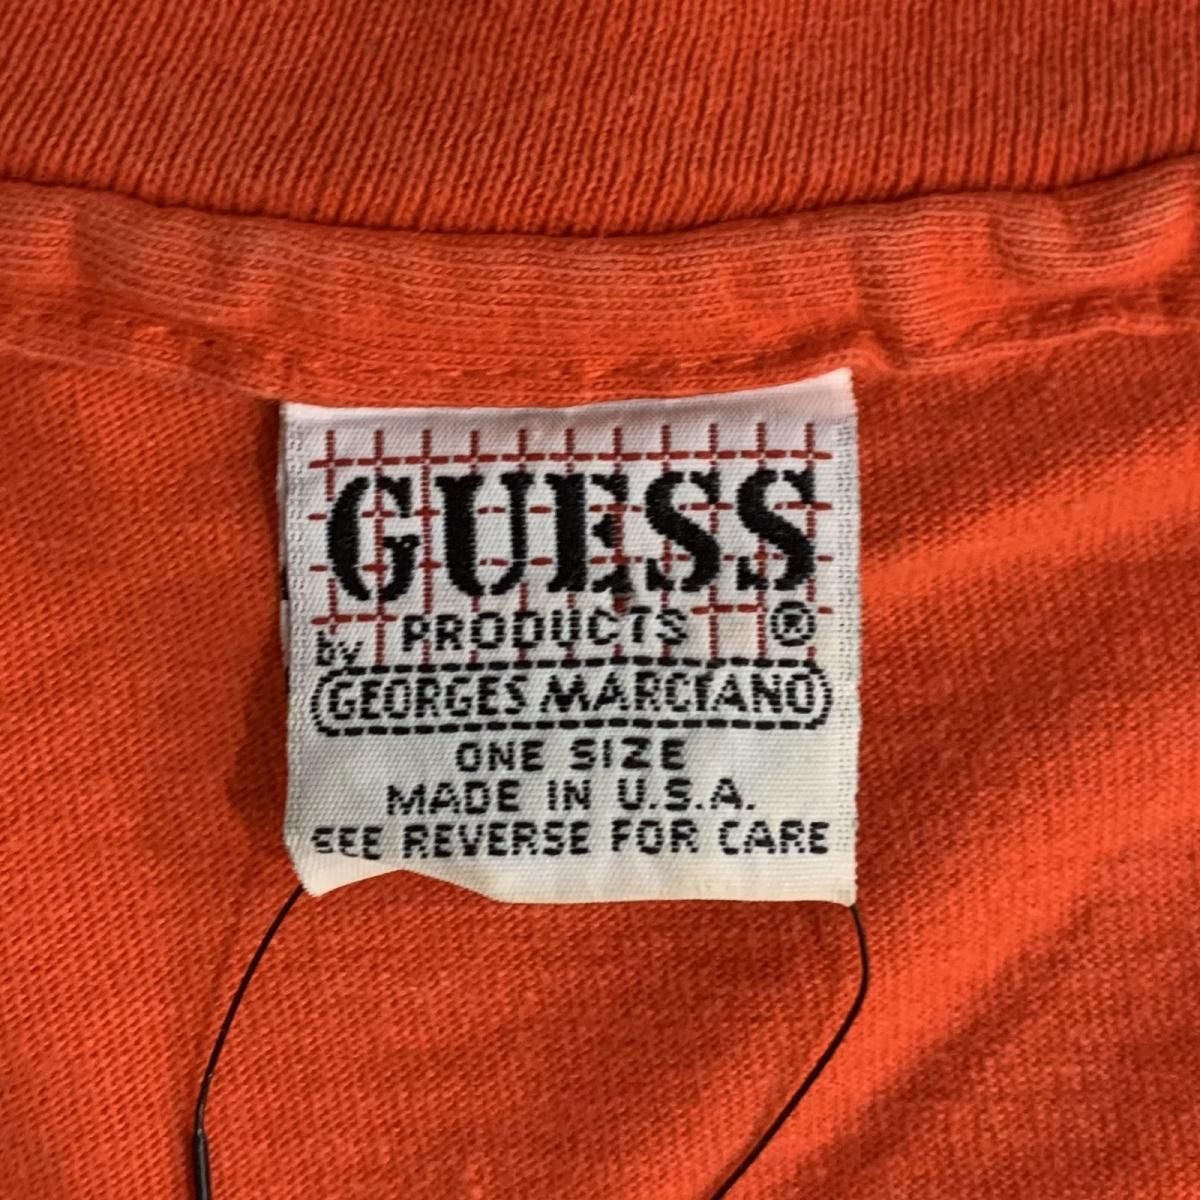 GUESS
PRODUCTS ®
by
GEORGES MARCIANO
ONE SIZE
MADE IN U.S.A.
SEE REVERSE FOR CARE